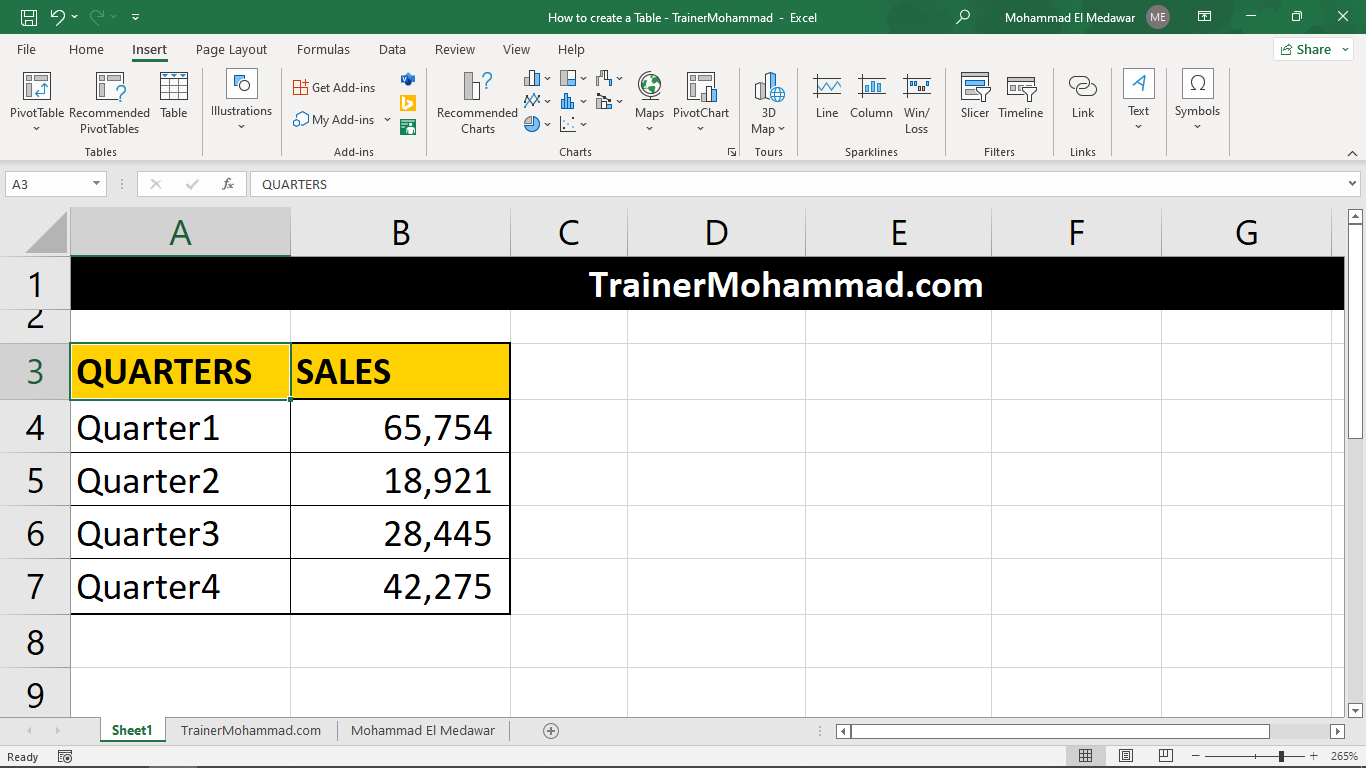 How to create a Table - TrainerMohammad - Excel
Mohammad El Medawar ME
File Home Insert Page Layout Formulas Data Review View Help Share
PivotTable
Recommended
PivotTables
Table
Tables
Illustrations
Get Add-ins
My Add-ins
Add-ins
Recommended
Charts
Maps
PivotChart
Charts
3D
Map
Tours
Line
Column
Win/
Loss
Sparklines
Slicer
Timeline
Filters
Link
Links
Text
Symbols
A3 fx QUARTERS
A B C D E F G
1 TrainerMohammad.com
2
3 QUARTERS SALES
4 Quarter1 65,754
5 Quarter2 18,921
6 Quarter3 28,445
7 Quarter4 42,275
8
9
Sheet1 TrainerMohammad.com Mohammad El Medawar
Ready 265%